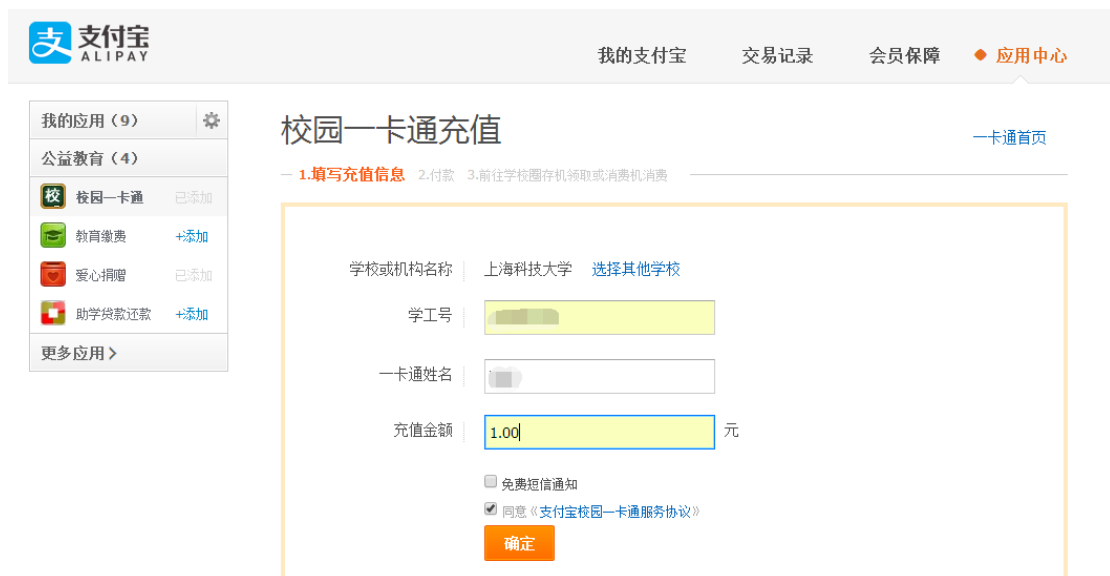 支付宝
ALIPAY
我的支付宝 交易记录 会员保障 应用中心
我的应用（9）
公益教育（4）
校 校园一卡通 已添加
教育缴费 +添加
爱心捐赠 已添加
助学贷款还款 +添加
更多应用
校园一卡通充值
一卡通首页
1.填写充值信息 2.付款 3.前往学校圈存机领取或消费机消费
学校或机构名称 上海科技大学 选择其他学校
学工号
一卡通姓名
充值金额 1.00 元
免费短信通知
同意《支付宝校园一卡通服务协议》
确定